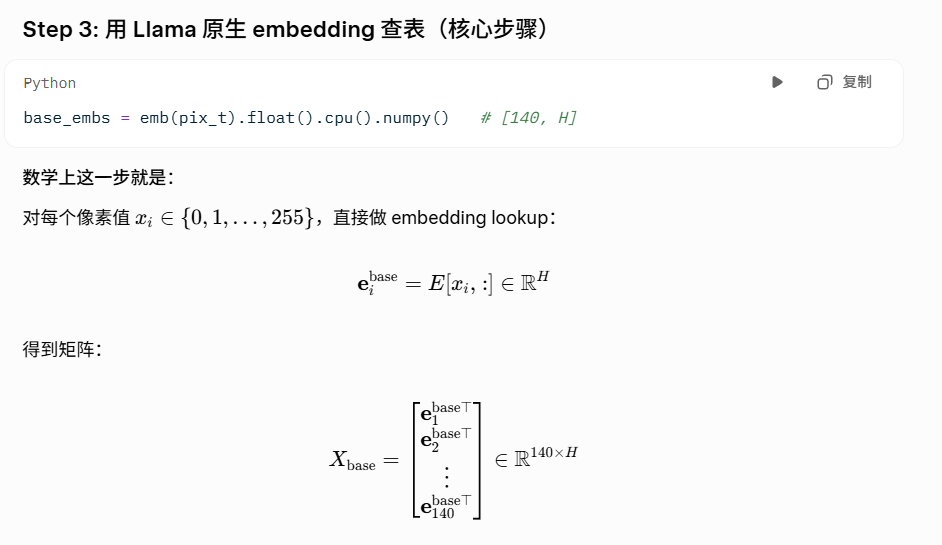 Step 3: 用 Llama 原生 embedding 查表（核心步骤）
Python
复制
base_embs = emb(pix_t).float().cpu().numpy()   # [140, H]
数学上这一步就是：
对每个像素值 x_i ∈ {0, 1, . . . , 255}，直接做 embedding lookup：
e_i^base = E[x_i, :] ∈ ℝ^H
得到矩阵：
X_base = [e_1^base⊤
e_2^base⊤
⋮
e_140^base⊤] ∈ ℝ^140×H